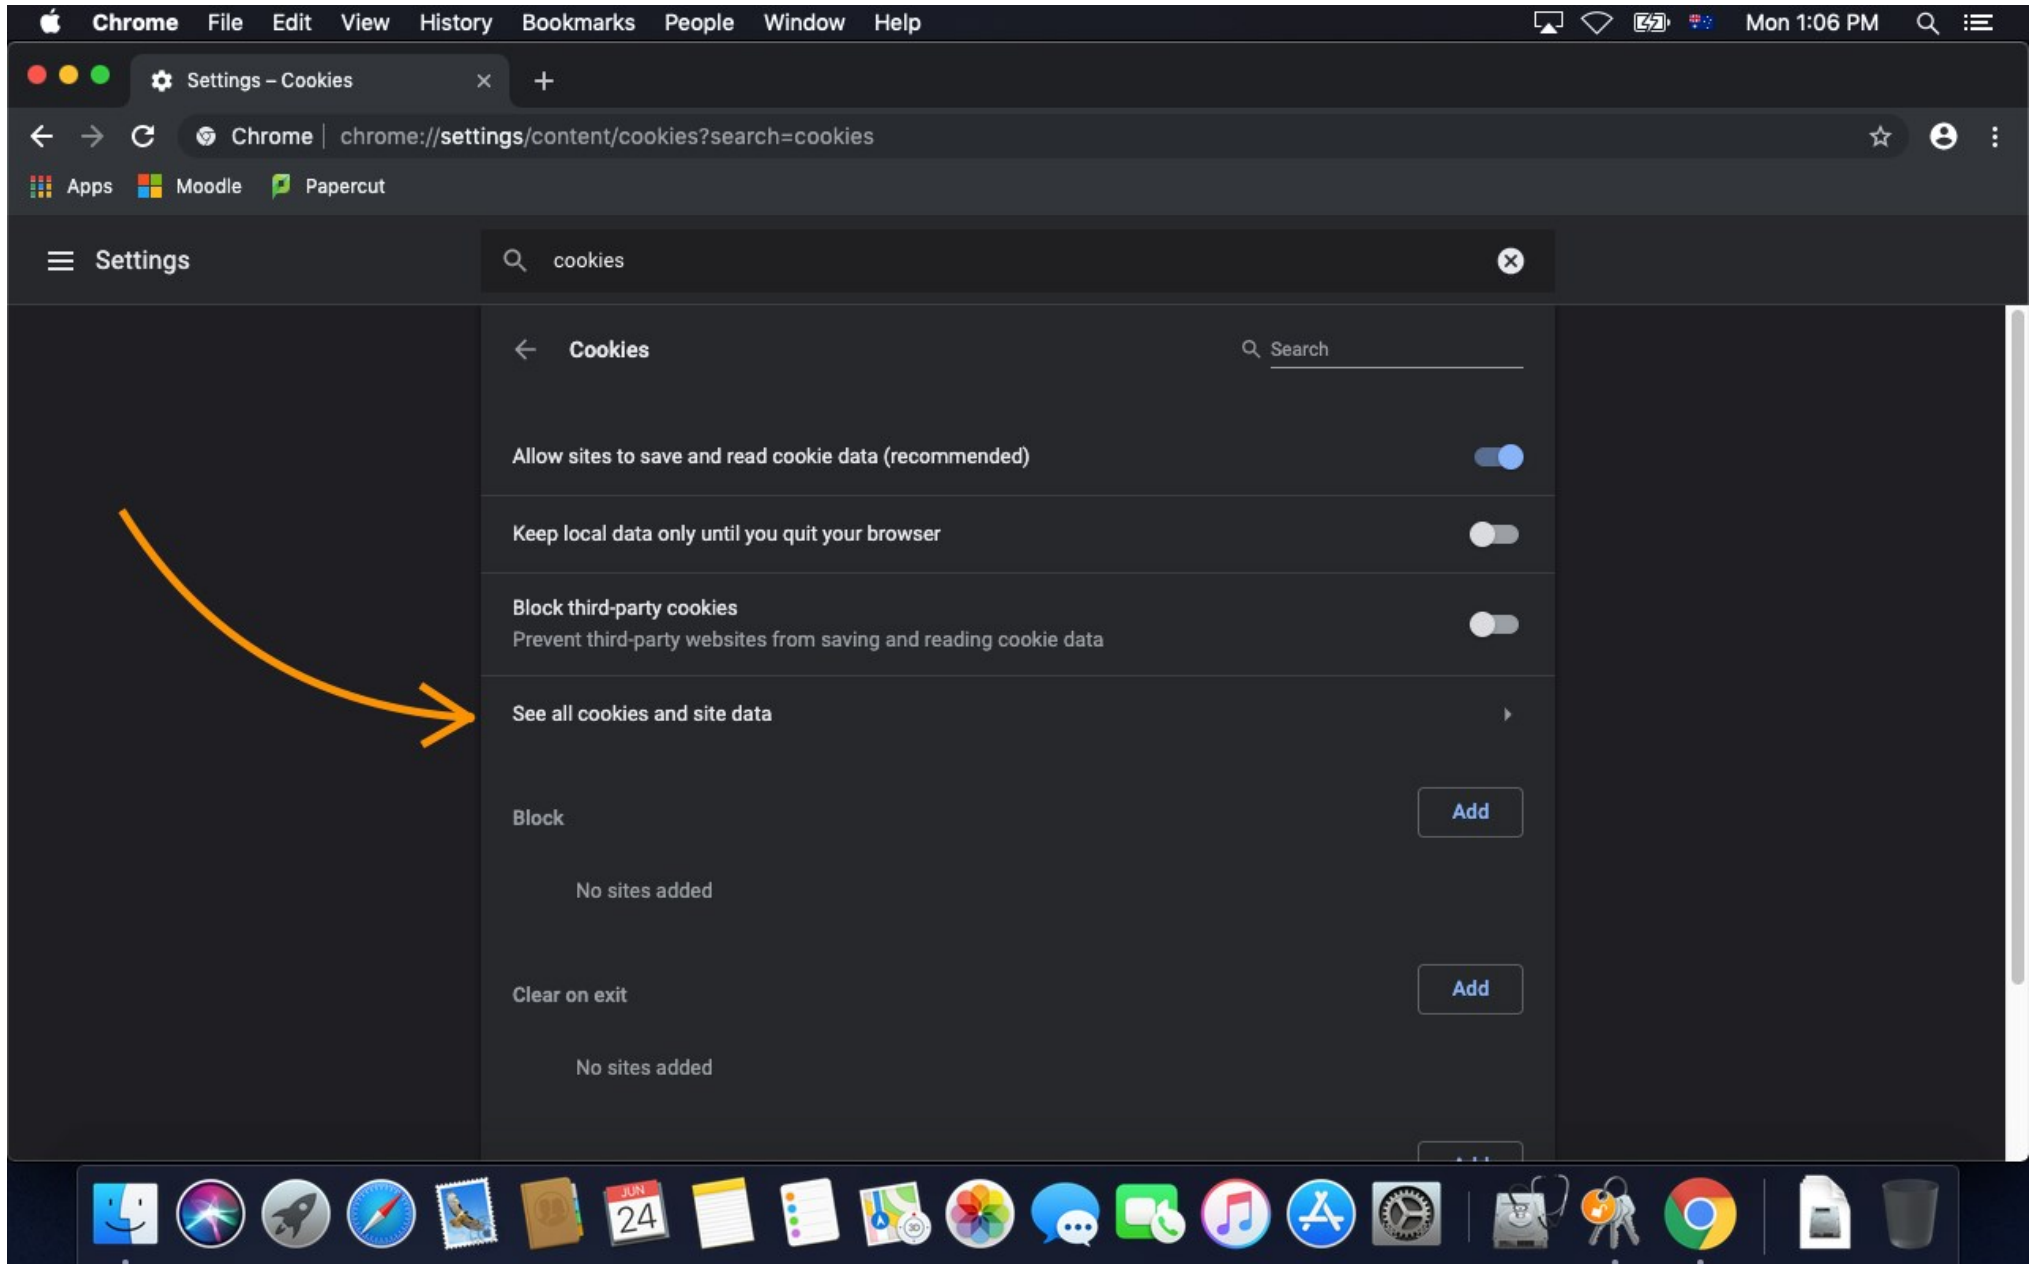 Chrome File Edit View History Bookmarks People Window Help Mon 1:06 PM
Settings – Cookies
Chrome chrome://settings/content/cookies?search=cookies
Apps Moodle Papercut
Settings cookies
Cookies Search
Allow sites to save and read cookie data (recommended)
Keep local data only until you quit your browser
Block third-party cookies
Prevent third-party websites from saving and reading cookie data
See all cookies and site data
Block Add
No sites added
Clear on exit Add
No sites added
JUN
24
3D